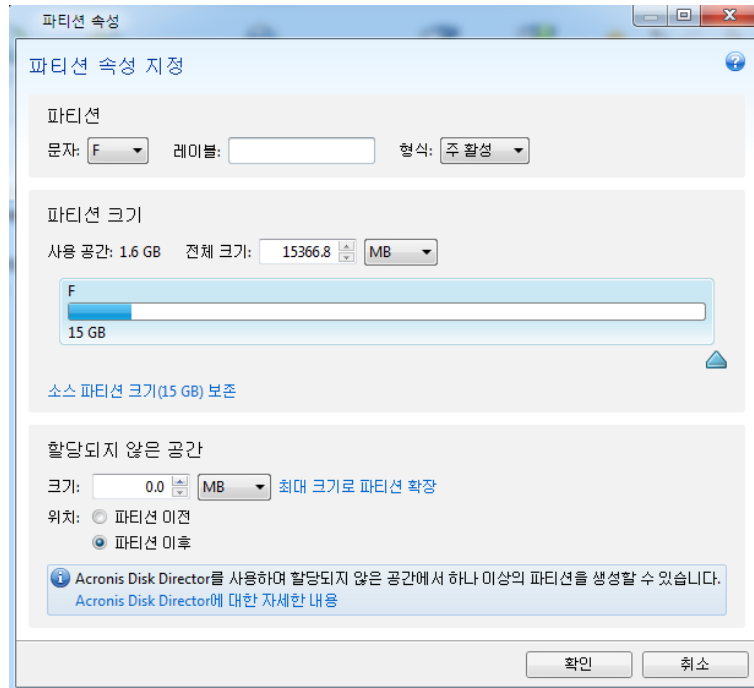 파티션 속성
파티션 속성 지정
파티션
문자: F 레이블: 형식: 주 활성
파티션 크기
사용 공간: 1.6 GB 전체 크기: 15366.8 MB
F
15 GB
소스 파티션 크기(15 GB) 보존
할당되지 않은 공간
크기: 0.0 MB 최대 크기로 파티션 확장
위치: 파티션 이전
파티션 이후
Acronis Disk Director를 사용하여 할당되지 않은 공간에서 하나 이상의 파티션을 생성할 수 있습니다.
Acronis Disk Director에 대한 자세한 내용
확인 취소